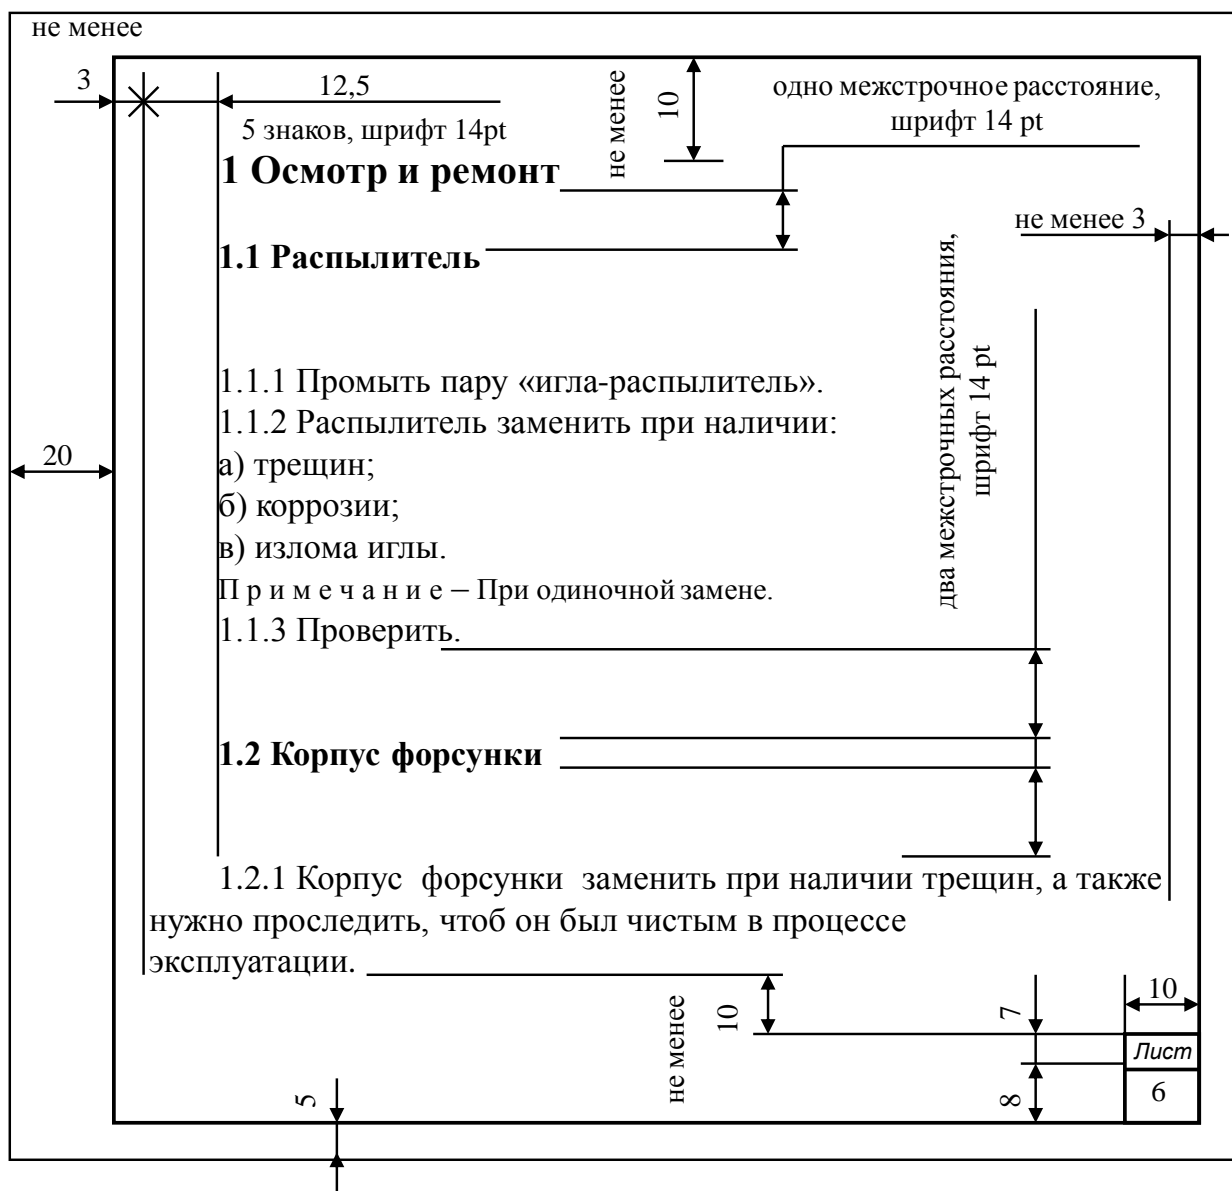 не менее
3
12,5
5 знаков, шрифт 14pt
не менее
10
одно межстрочное расстояние,
шрифт 14 pt
1 Осмотр и ремонт
не менее 3
1.1 Распылитель
два межстрочных расстояния,
шрифт 14 pt
1.1.1 Промыть пару «игла-распылитель».
1.1.2 Распылитель заменить при наличии:
20
а) трещин;
б) коррозии;
в) излома иглы.
П р и м е ч а н и е – При одиночной замене.
1.1.3 Проверить.
1.2 Корпус форсунки
1.2.1 Корпус форсунки заменить при наличии трещин, а также
нужно проследить, чтоб он был чистым в процессе
эксплуатации.
не менее
10
7
10
Лист
5
8
6